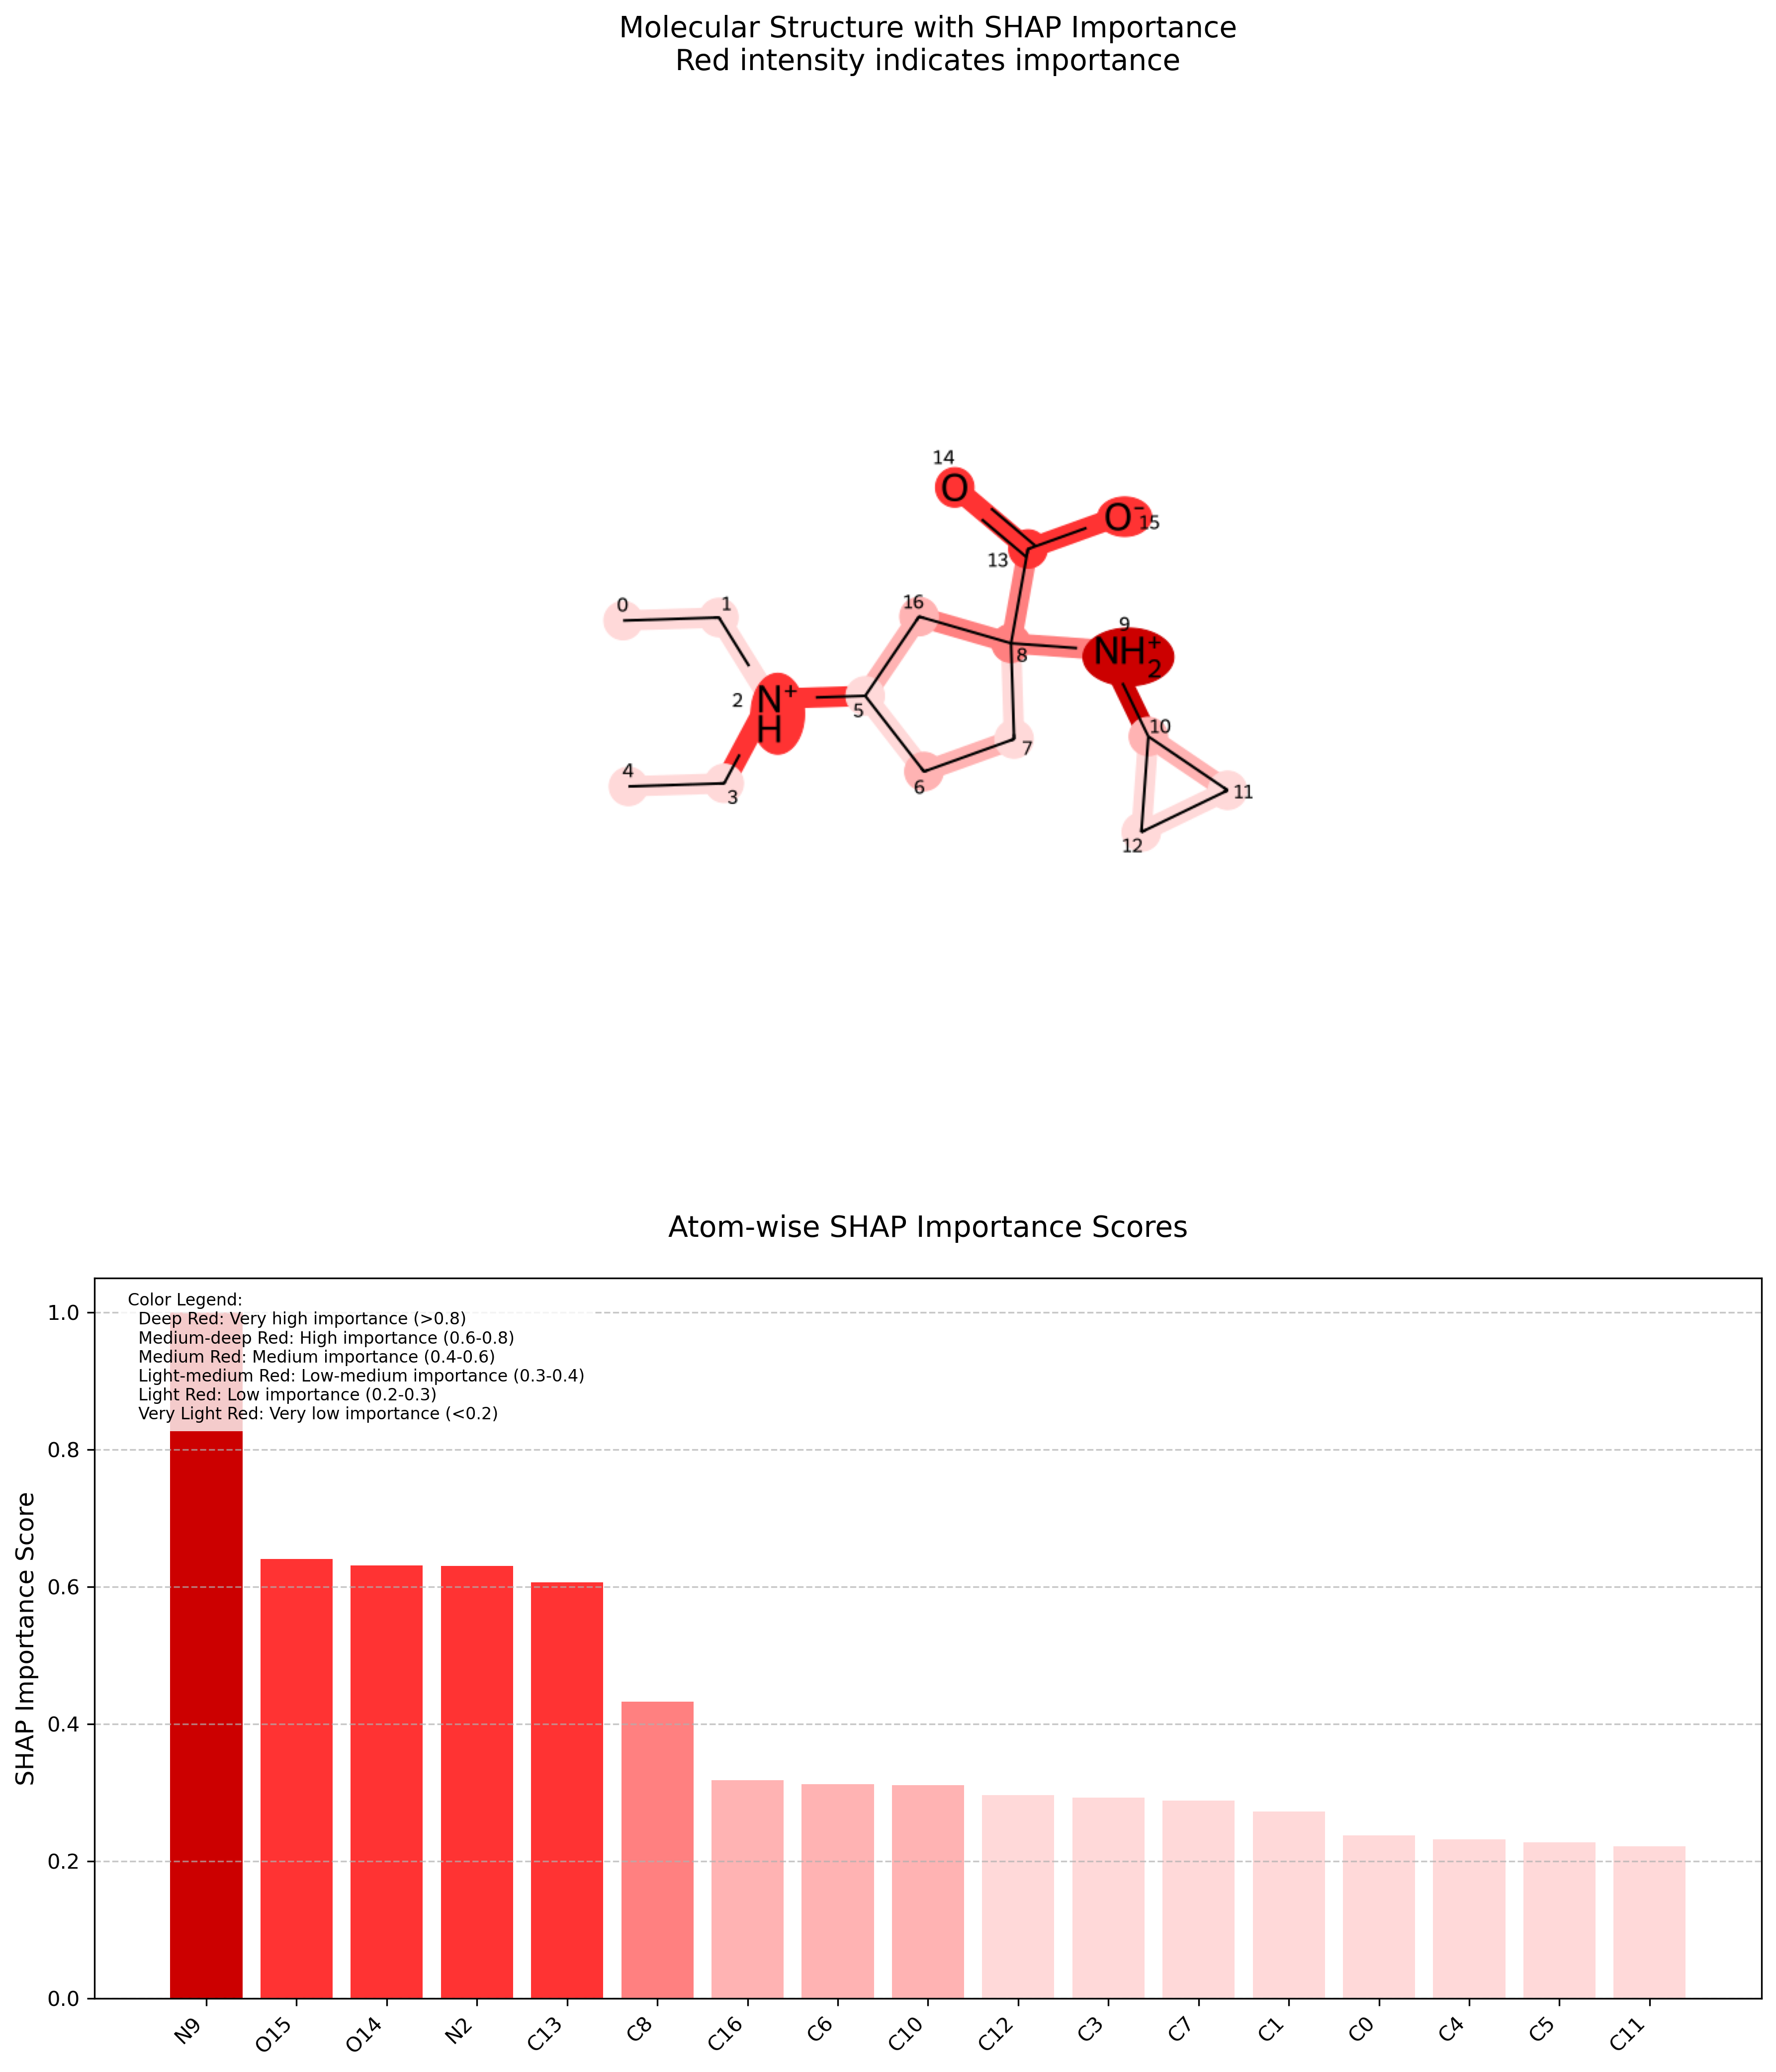 Molecular Structure with SHAP Importance
Red intensity indicates importance
14
O
O⁻
15
13
0
1
16
9
NH₂⁺
8
2
N⁺
H
5
10
7
4
3
6
11
12
Atom-wise SHAP Importance Scores
Color Legend:
Deep Red: Very high importance (>0.8)
Medium-deep Red: High importance (0.6-0.8)
Medium Red: Medium importance (0.4-0.6)
Light-medium Red: Low-medium importance (0.3-0.4)
Light Red: Low importance (0.2-0.3)
Very Light Red: Very low importance (<0.2)
SHAP Importance Score
1.0
0.8
0.6
0.4
0.2
0.0
N9
O15
O14
N2
C13
C8
C16
C6
C10
C12
C3
C7
C1
C0
C4
C5
C11